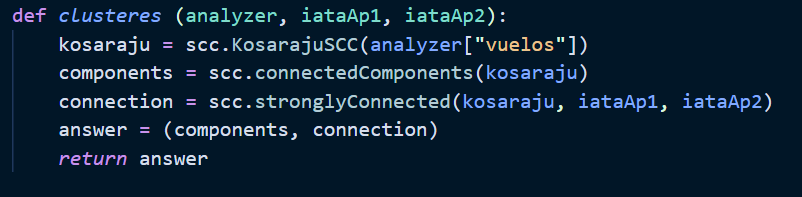 def clusteres (analyzer, iataAp1, iataAp2):
    kosaraju = scc.KosarajuSCC(analyzer["vuelos"])
    components = scc.connectedComponents(kosaraju)
    connection = scc.stronglyConnected(kosaraju, iataAp1, iataAp2)
    answer = (components, connection)
    return answer